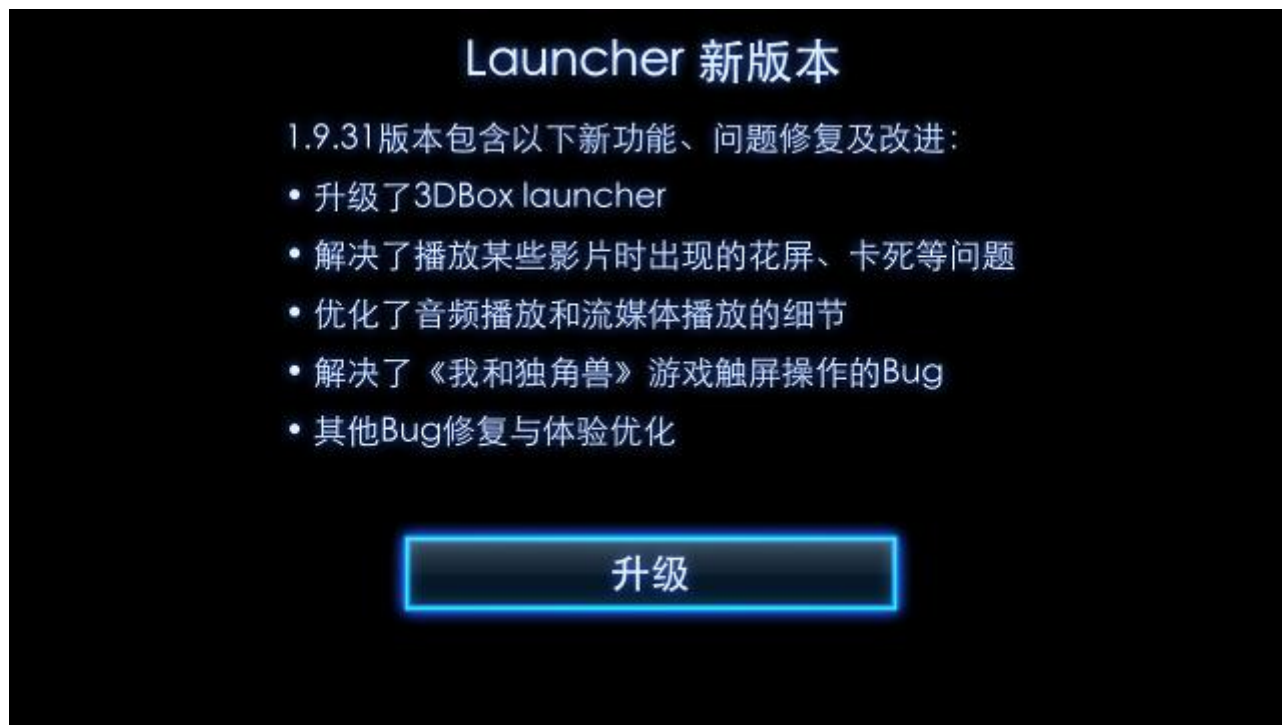 Launcher 新版本
1.9.31版本包含以下新功能、问题修复及改进：
• 升级了3DBox launcher
• 解决了播放某些影片时出现的花屏、卡死等问题
• 优化了音频播放和流媒体播放的细节
• 解决了《我和独角兽》游戏触屏操作的Bug
• 其他Bug修复与体验优化
升级